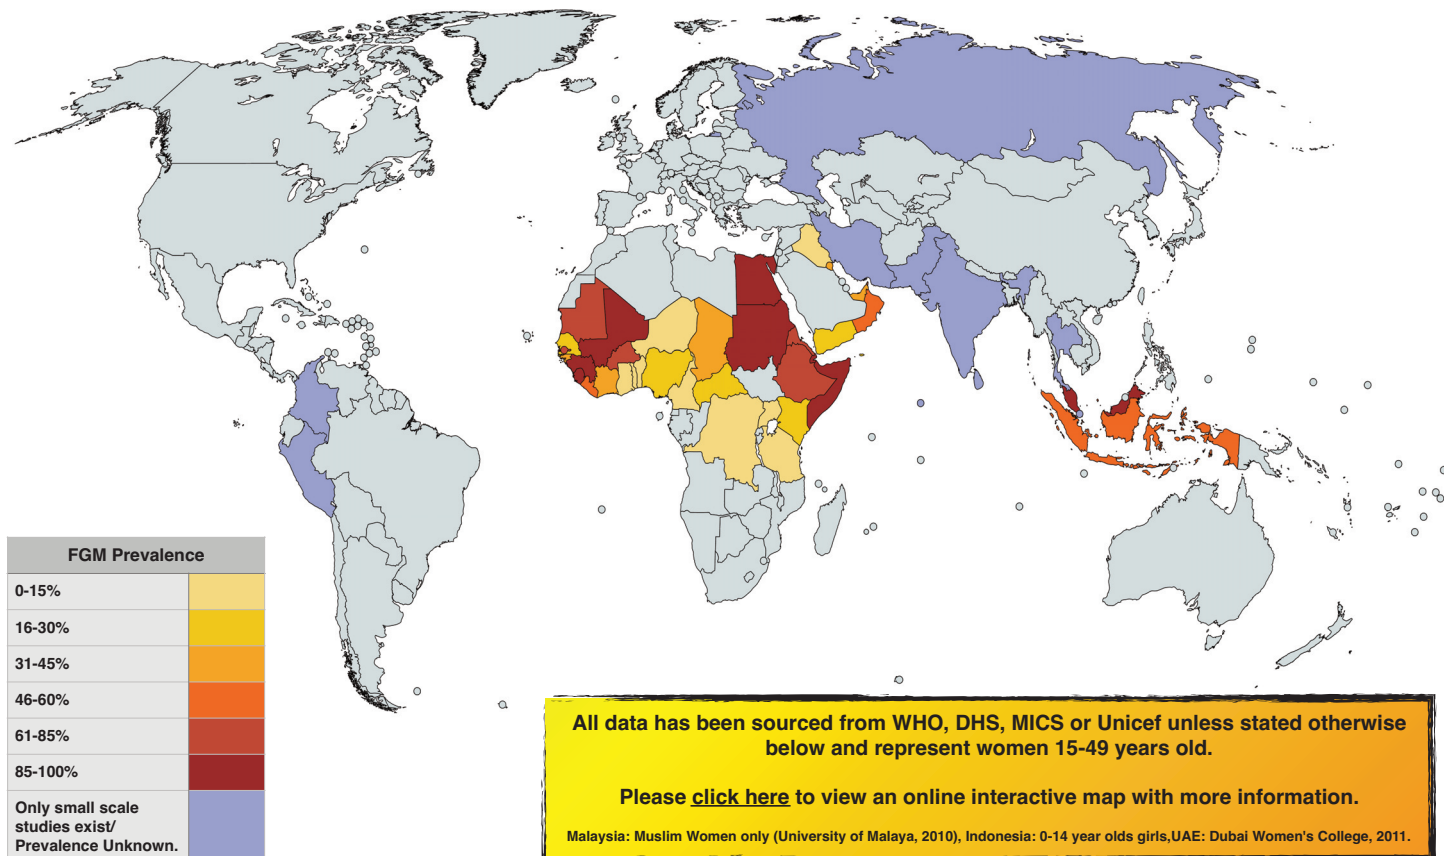 FGM Prevalence
0-15%
16-30%
31-45%
46-60%
61-85%
85-100%
Only small scale
studies exist/
Prevalence Unknown.
All data has been sourced from WHO, DHS, MICS or Unicef unless stated otherwise
below and represent women 15-49 years old.
Please click here to view an online interactive map with more information.
Malaysia: Muslim Women only (University of Malaya, 2010), Indonesia: 0-14 year olds girls,UAE: Dubai Women's College, 2011.